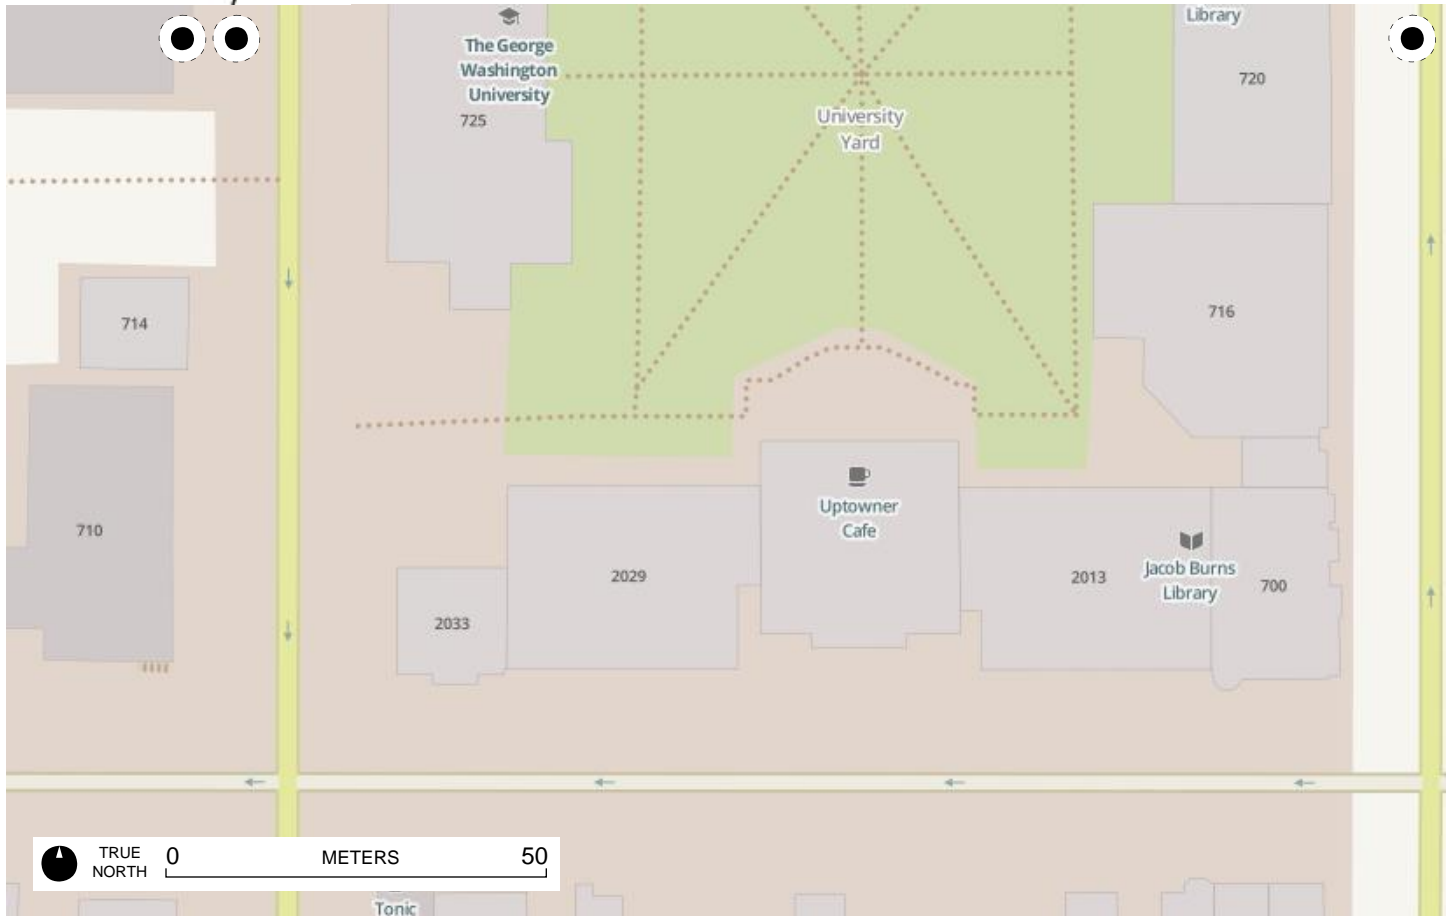 Library
The George
Washington
University
725
720
University
Yard
714
716
710
Uptowner
Cafe
2029
2013
Jacob Burns
Library
700
2033
TRUE
NORTH
0
METERS
50
Tonic